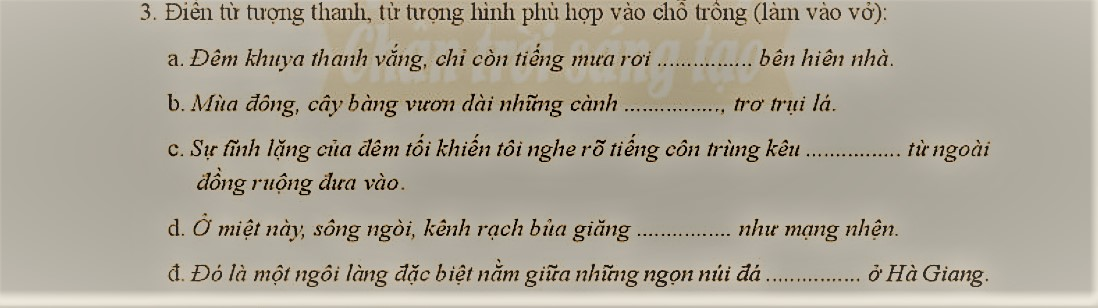 3. Điền từ tượng thanh, từ tượng hình phù hợp vào chỗ trống (làm vào vở):
a. Đêm khuya thanh vắng, chỉ còn tiếng mưa rơi ................ bên hiên nhà.
b. Mùa đông, cây bàng vươn dài những cành ................, trơ trụi lá.
c. Sự tĩnh lặng của đêm tối khiến tôi nghe rõ tiếng côn trùng kêu ................ từ ngoài
đồng ruộng đưa vào.
d. Ở miệt này, sông ngòi, kênh rạch bủa giăng ................ như mạng nhện.
đ. Đó là một ngôi làng đặc biệt nằm giữa những ngọn núi đá ................ ở Hà Giang.
Chân trời sáng tạo